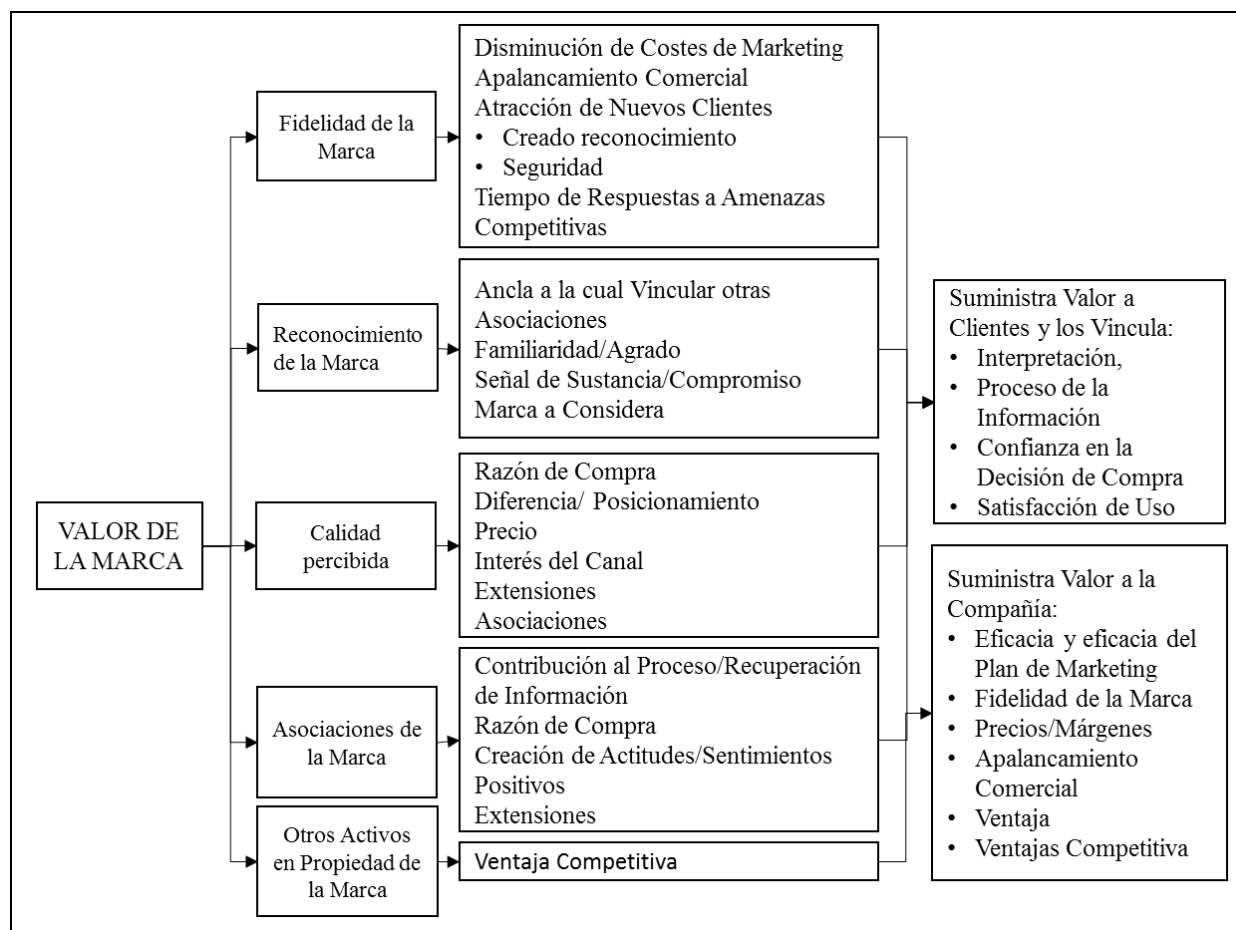 VALOR DE
LA MARCA
Fidelidad de la
Marca
Disminución de Costes de Marketing
Apalancamiento Comercial
Atracción de Nuevos Clientes
• Creado reconocimiento
• Seguridad
Tiempo de Respuestas a Amenazas
Competitivas
Reconocimiento
de la Marca
Ancla a la cual Vincular otras
Asociaciones
Familiaridad/Agrado
Señal de Sustancia/Compromiso
Marca a Considera
Calidad
percibida
Razón de Compra
Diferencia/ Posicionamiento
Precio
Interés del Canal
Extensiones
Asociaciones
Asociaciones de
la Marca
Contribución al Proceso/Recuperación
de Información
Razón de Compra
Creación de Actitudes/Sentimientos
Positivos
Extensiones
Otros Activos
en Propiedad de
la Marca
Ventaja Competitiva
Suministra Valor a
Clientes y los Vincula:
• Interpretación,
• Proceso de la
Información
• Confianza en la
Decisión de Compra
• Satisfacción de Uso
Suministra Valor a la
Compañía:
• Eficacia y eficacia del
Plan de Marketing
• Fidelidad de la Marca
• Precios/Márgenes
• Apalancamiento
Comercial
• Ventaja
• Ventajas Competitiva